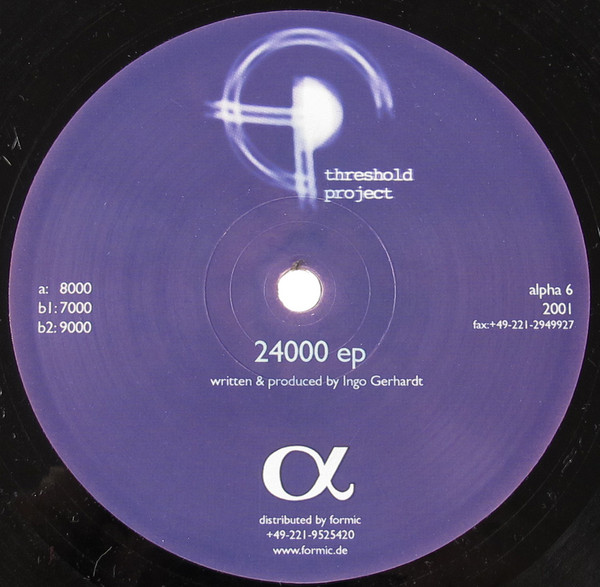 threshold
project
a: 8000
b1: 7000
b2: 9000
alpha 6
2001
fax:+49-221-2949927
24000 ep
written & produced by Ingo Gerhardt
α
distributed by formic
+49-221-9525420
www.formic.de